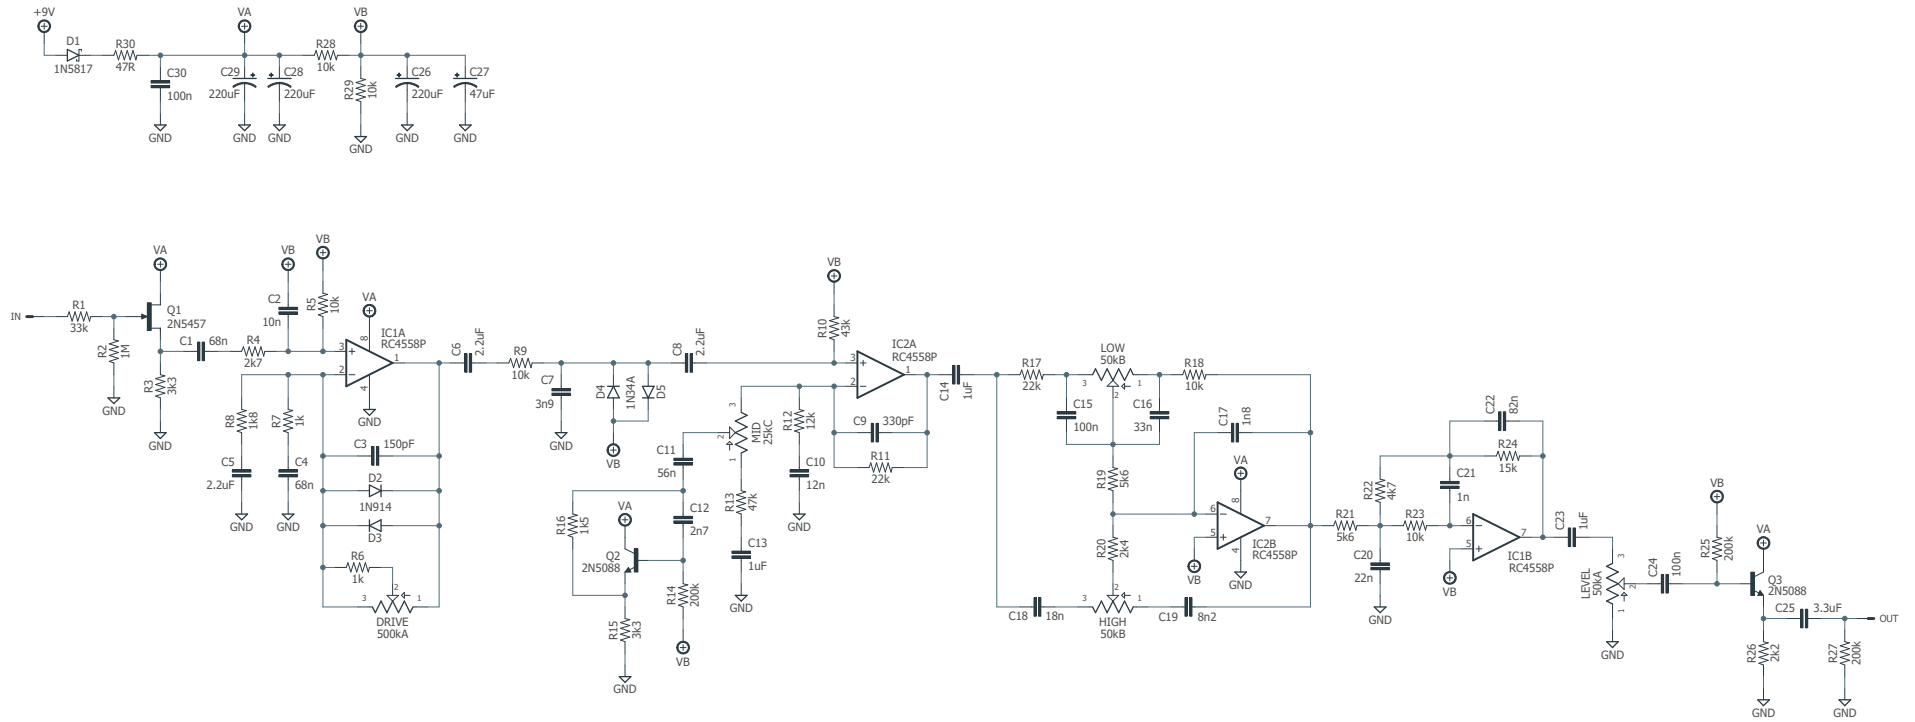 +9V
D1
1N5817
R30
47R
C30
100n
GND
VA
C29
220uF
GND
C28
220uF
GND
R28
10k
VB
R29
10k
GND
C26
220uF
GND
C27
47uF
GND
IN
R1
33k
R2
1M
GND
VA
Q1
2N5457
R3
3k3
GND
C1
68n
R4
2k7
VB
C2
10n
VB
R5
10k
VA
IC1A
RC4558P
8
3
+
2
-
1
4
GND
R8
1k8
C5
2.2uF
GND
R7
1k
C4
68n
GND
C3
150pF
D2
1N914
D3
R6
1k
3
2
1
DRIVE
500kA
C6
2.2uF
R9
10k
C7
3n9
GND
D4
1N34A
D5
VB
C8
2.2uF
VB
R10
43k
IC2A
RC4558P
3
+
2
-
1
C11
56n
3
2
1
MID
25kC
R12
12k
C10
12n
GND
C9
330pF
R11
22k
R16
1k5
VA
Q2
2N5088
C12
2n7
R14
200k
VB
R15
3k3
GND
R13
47k
C13
1uF
GND
C14
1uF
R17
22k
LOW
50kB
3
2
1
R18
10k
C15
100n
C16
33n
C17
1n8
R19
5k6
VA
8
6
-
5
+
7
4
IC2B
RC4558P
VB
GND
R20
2k4
C18
18n
3
2
1
HIGH
50kB
C19
8n2
R21
5k6
C20
22n
GND
R22
4k7
R23
10k
C21
1n
C22
82n
R24
15k
6
-
5
+
7
IC1B
RC4558P
VB
C23
1uF
3
2
1
LEVEL
50kA
GND
C24
100n
VB
R25
200k
VA
Q3
2N5088
C25
3.3uF
OUT
R26
2k2
GND
R27
200k
GND